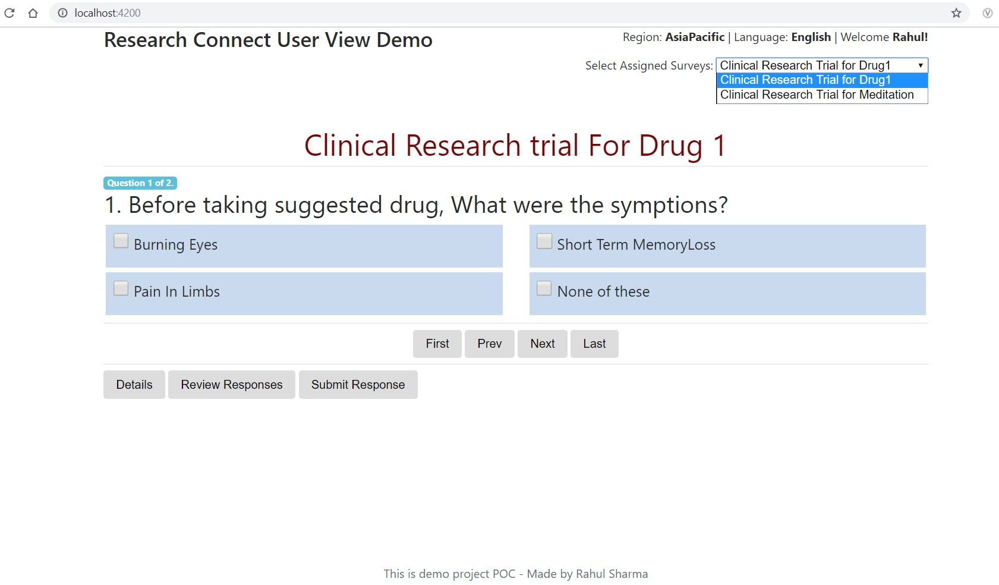 localhost:4200
Research Connect User View Demo
Region: AsiaPacific | Language: English | Welcome Rahul!
Select Assigned Surveys: Clinical Research Trial for Drug1
Clinical Research Trial for Drug1
Clinical Research Trial for Meditation
Clinical Research trial For Drug 1
Question 1 of 2.
1. Before taking suggested drug, What were the symptions?
Burning Eyes
Short Term MemoryLoss
Pain In Limbs
None of these
First Prev Next Last
Details Review Responses Submit Response
This is demo project POC - Made by Rahul Sharma